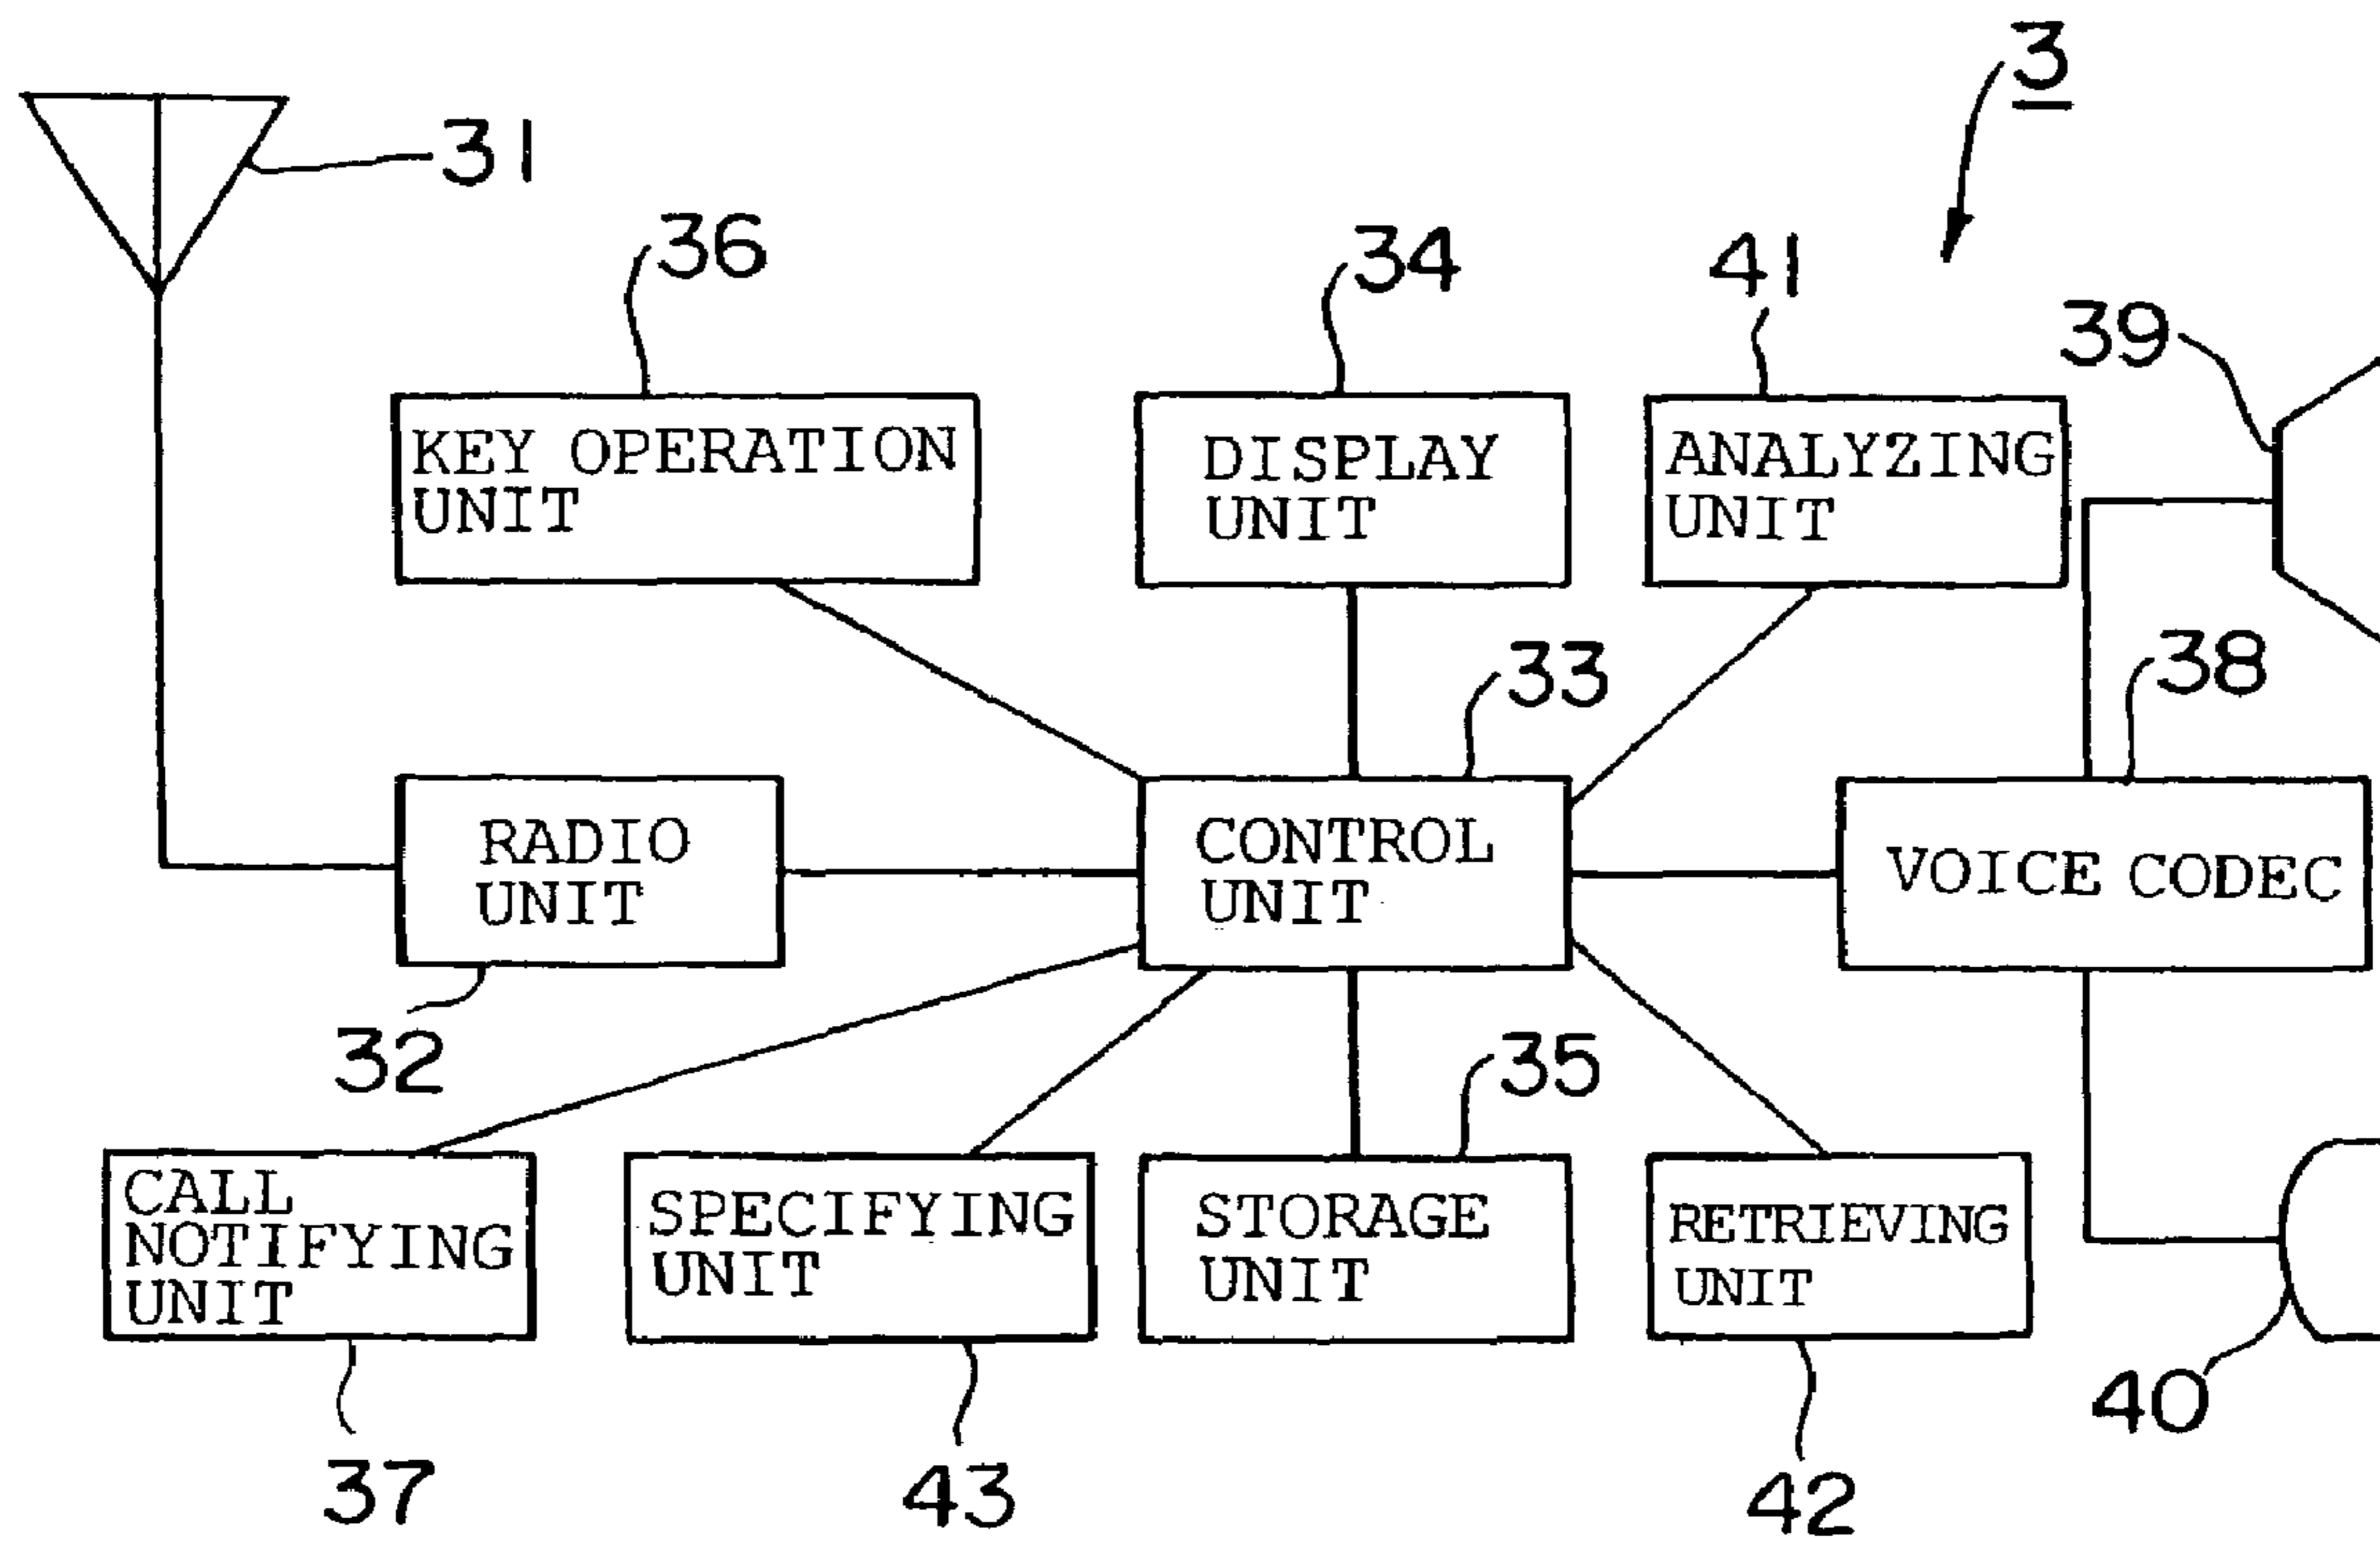 3
31
36
34
41
39
KEY OPERATION
UNIT
DISPLAY
UNIT
ANALYZING
UNIT
33
38
RADIO
UNIT
CONTROL
UNIT
VOICE CODEC
32
35
CALL
NOTIFYING
UNIT
SPECIFYING
UNIT
STORAGE
UNIT
RETRIEVING
UNIT
40
37
43
42